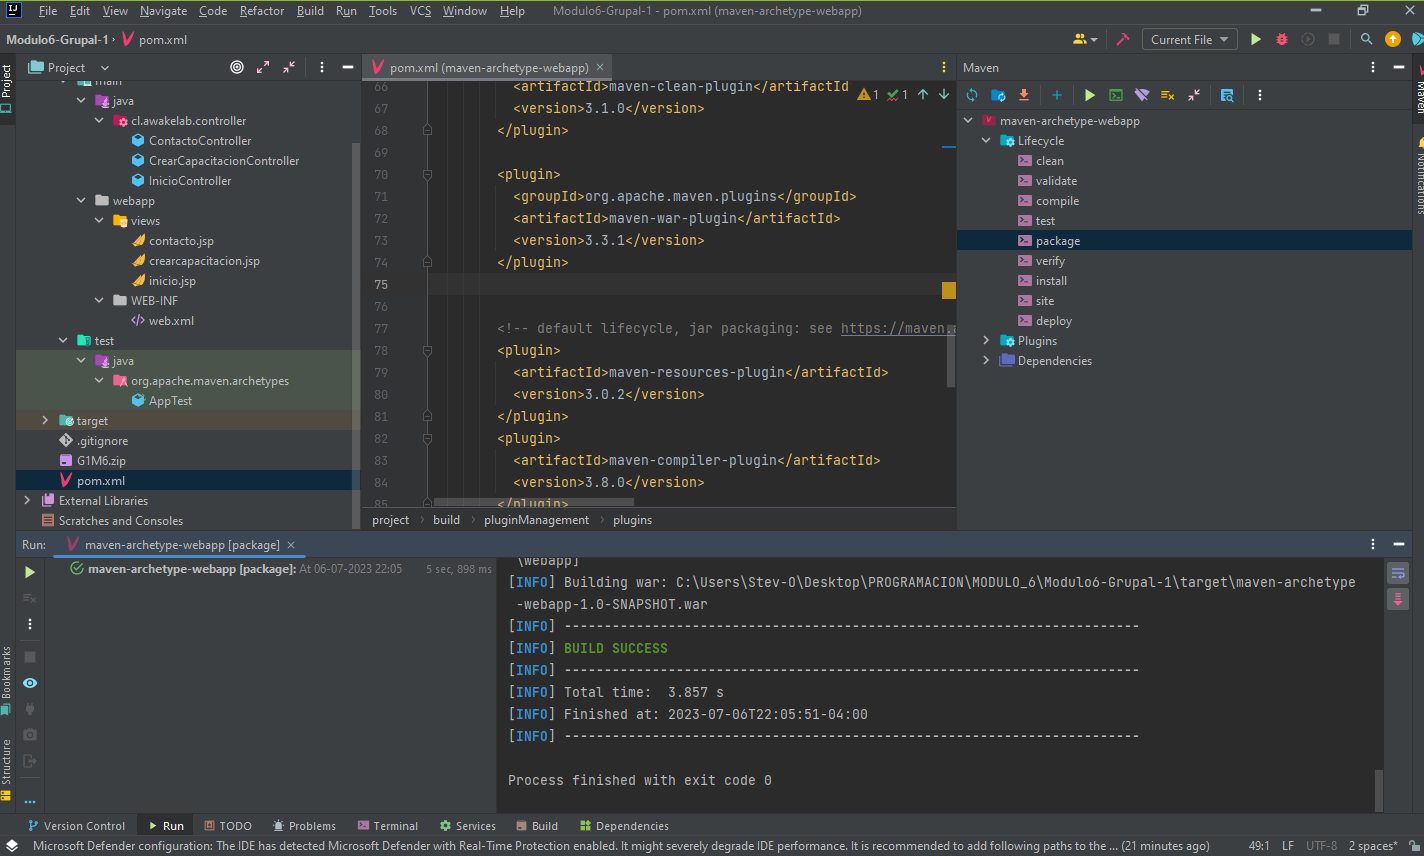 File Edit View Navigate Code Refactor Build Run Tools VCS Window Help Modulo6-Grupal-1 - pom.xml (maven-archetype-webapp)
Modulo6-Grupal-1 › pom.xml
Current File
Project
main
java
cl.awakelab.controller
ContactoController
CrearCapacitacionController
InicioController
webapp
views
contacto.jsp
crearcapacitacion.jsp
inicio.jsp
WEB-INF
web.xml
test
java
org.apache.maven.archetypes
AppTest
target
.gitignore
G1M6.zip
pom.xml
External Libraries
Scratches and Consoles
Project
Bookmarks
Structure
pom.xml (maven-archetype-webapp)
1 1
66 <artifactId>maven-clean-plugin</artifactId
67 <version>3.1.0</version>
68 </plugin>
69
70 <plugin>
71 <groupId>org.apache.maven.plugins</groupId>
72 <artifactId>maven-war-plugin</artifactId>
73 <version>3.3.1</version>
74 </plugin>
75
76
77 <!-- default lifecycle, jar packaging: see https://maven.
78 <plugin>
79 <artifactId>maven-resources-plugin</artifactId>
80 <version>3.0.2</version>
81 </plugin>
82 <plugin>
83 <artifactId>maven-compiler-plugin</artifactId>
84 <version>3.8.0</version>
85 </plugin>
project › build › pluginManagement › plugins
Maven
maven-archetype-webapp
Lifecycle
clean
validate
compile
test
package
verify
install
site
deploy
Plugins
Dependencies
Maven
Notifications
Run: maven-archetype-webapp [package]
maven-archetype-webapp [package]: At 06-07-2023 22:05 5 sec, 898 ms
\webapp]
[INFO] Building war: C:\Users\Stev-O\Desktop\PROGRAMACION\MODULO_6\Modulo6-Grupal-1\target\maven-archetype
-webapp-1.0-SNAPSHOT.war
[INFO] ------------------------------------------------------------------------
[INFO] BUILD SUCCESS
[INFO] ------------------------------------------------------------------------
[INFO] Total time:  3.857 s
[INFO] Finished at: 2023-07-06T22:05:51-04:00
[INFO] ------------------------------------------------------------------------
Process finished with exit code 0
Version Control Run TODO Problems Terminal Services Build Dependencies
Microsoft Defender configuration: The IDE has detected Microsoft Defender with Real-Time Protection enabled. It might severely degrade IDE performance. It is recommended to add following paths to the ... (21 minutes ago) 49:1 LF UTF-8 2 spaces*